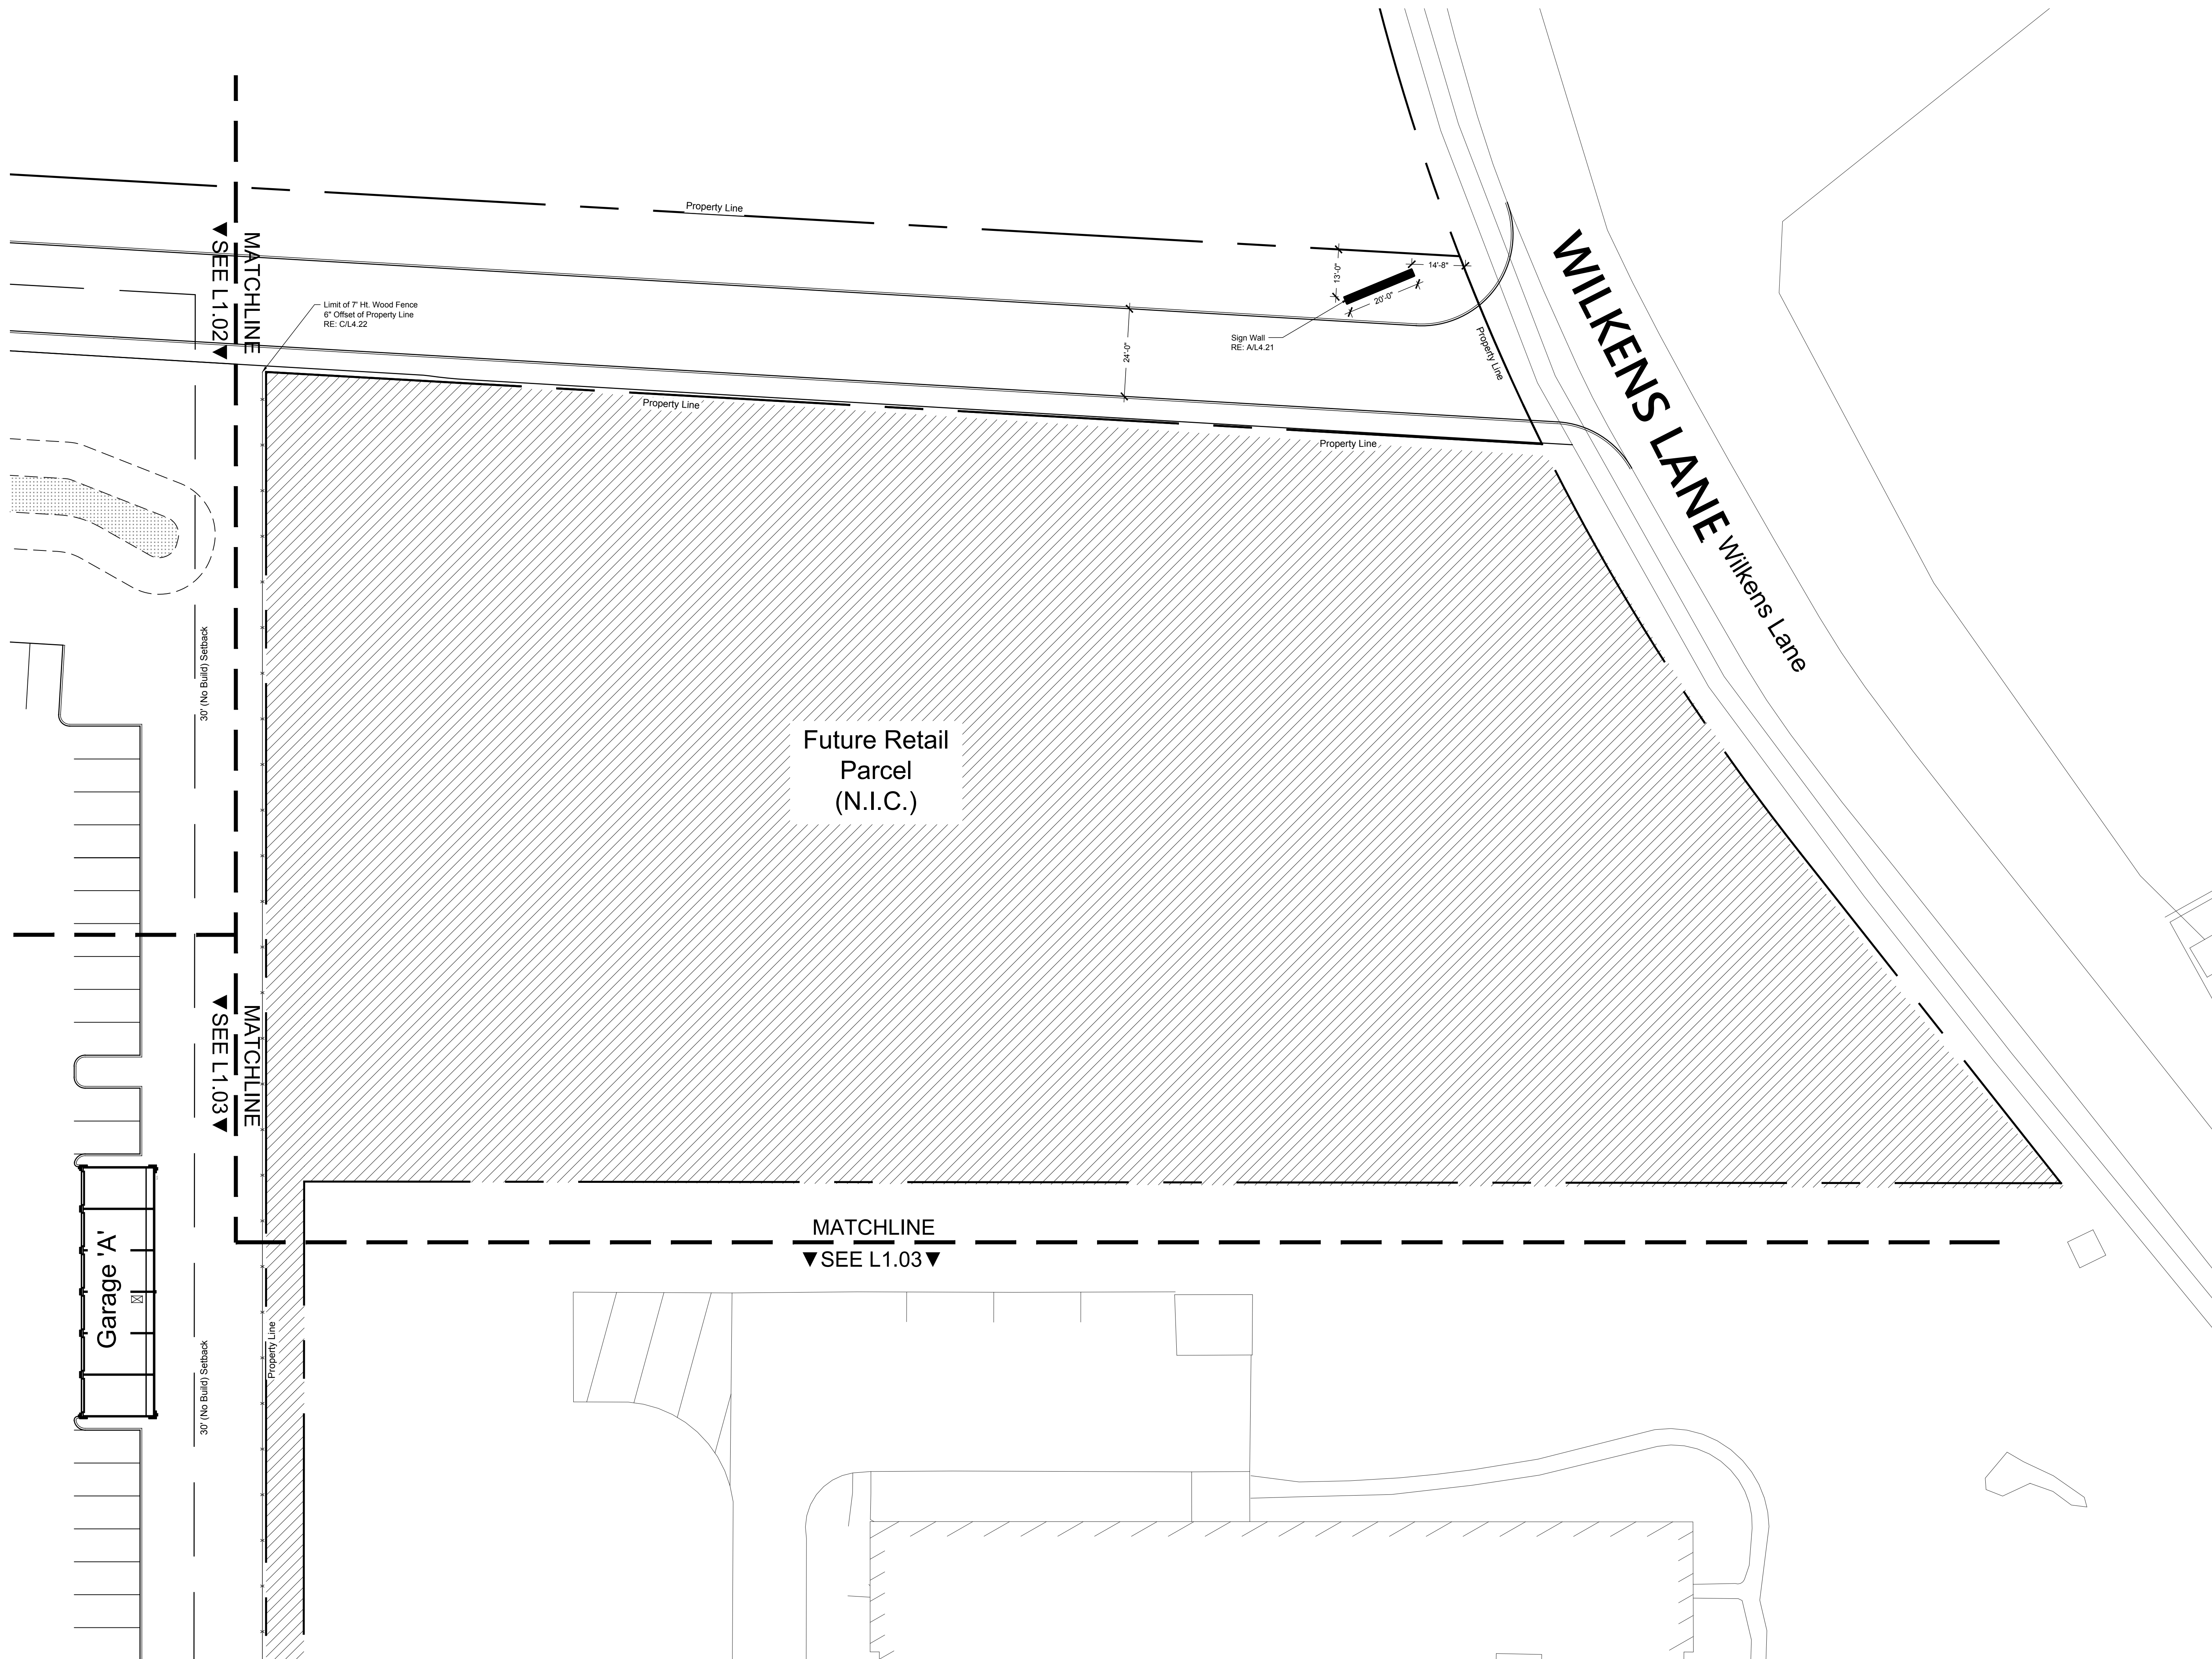 Property Line
MATCHLINE
▼SEE L1.02▼
Limit of 7' Ht. Wood Fence
6" Offset of Property Line
RE: C/L4.22
13'-0"
14'-8"
20'-0"
Sign Wall
RE: A/L4.21
24'-0"
Property Line
WILKENS LANE
Wilkens Lane
Property Line
Property Line
30' (No Build) Setback
Future Retail
Parcel
(N.I.C.)
MATCHLINE
▼SEE L1.03▼
MATCHLINE
▼SEE L1.03▼
Garage 'A'
Property Line
30' (No Build) Setback